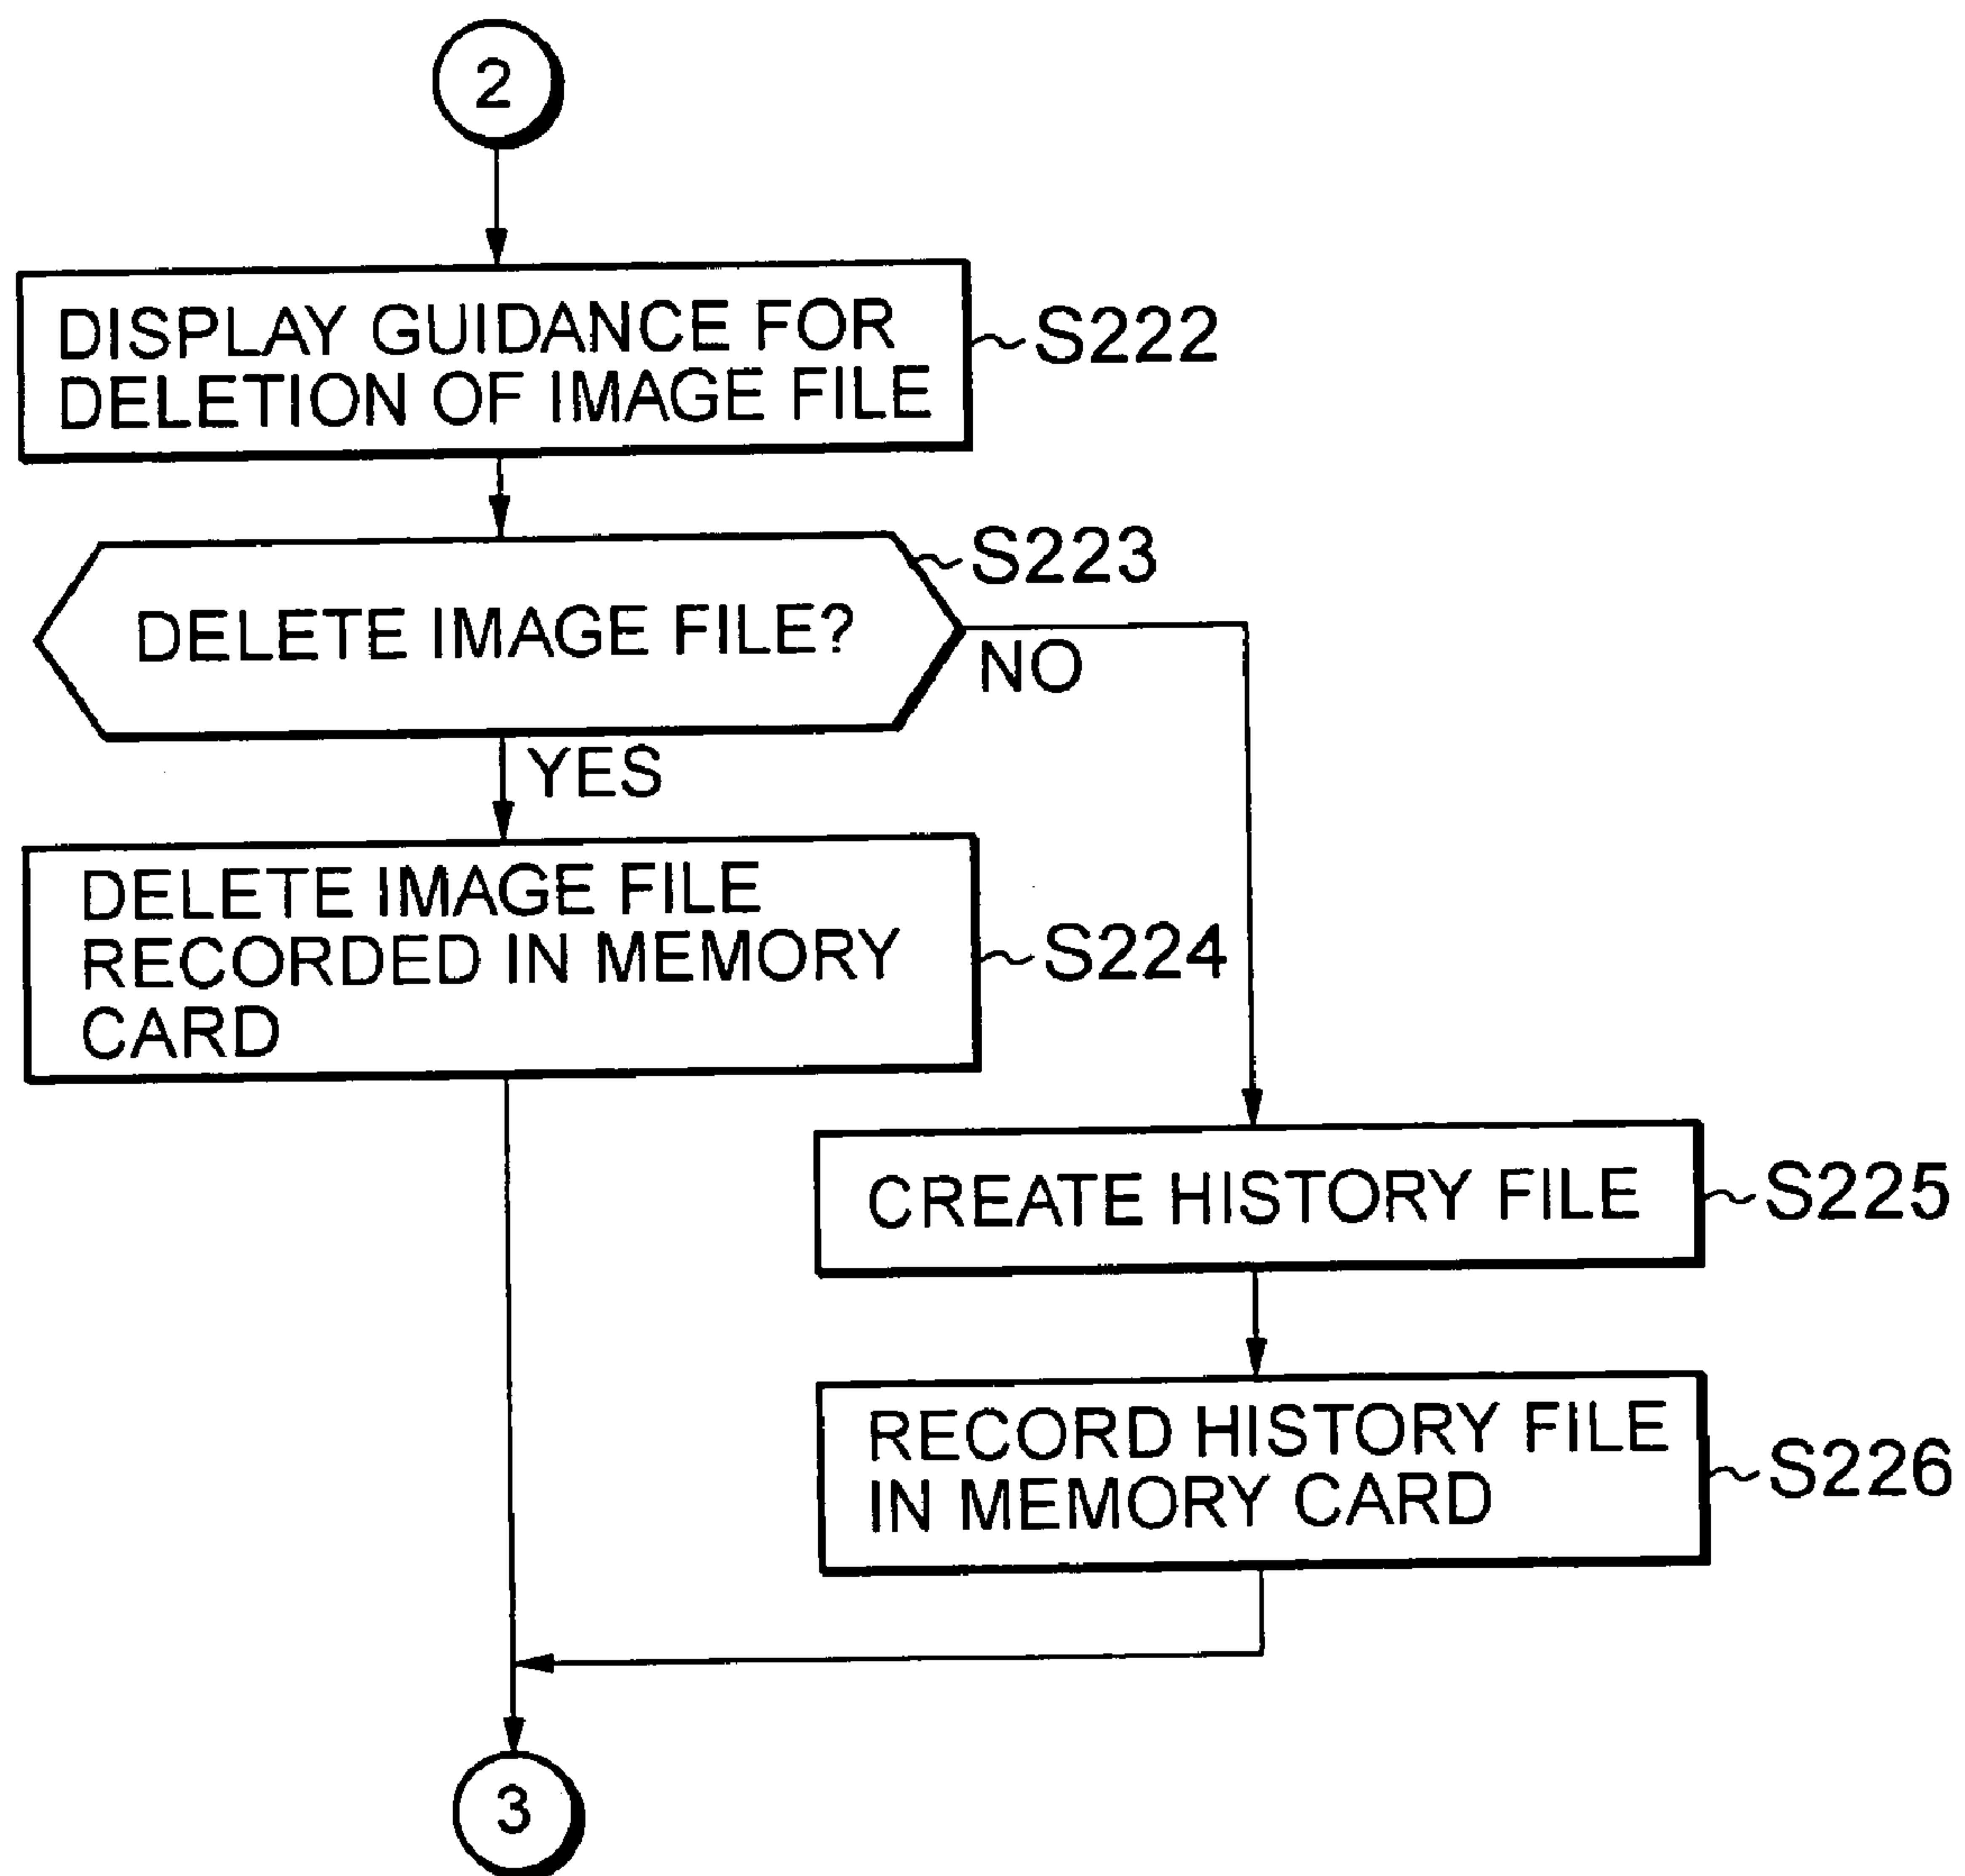 2
DISPLAY GUIDANCE FOR
DELETION OF IMAGE FILE
S222
S223
DELETE IMAGE FILE?
NO
YES
DELETE IMAGE FILE
RECORDED IN MEMORY
CARD
S224
CREATE HISTORY FILE
S225
RECORD HISTORY FILE
IN MEMORY CARD
S226
3